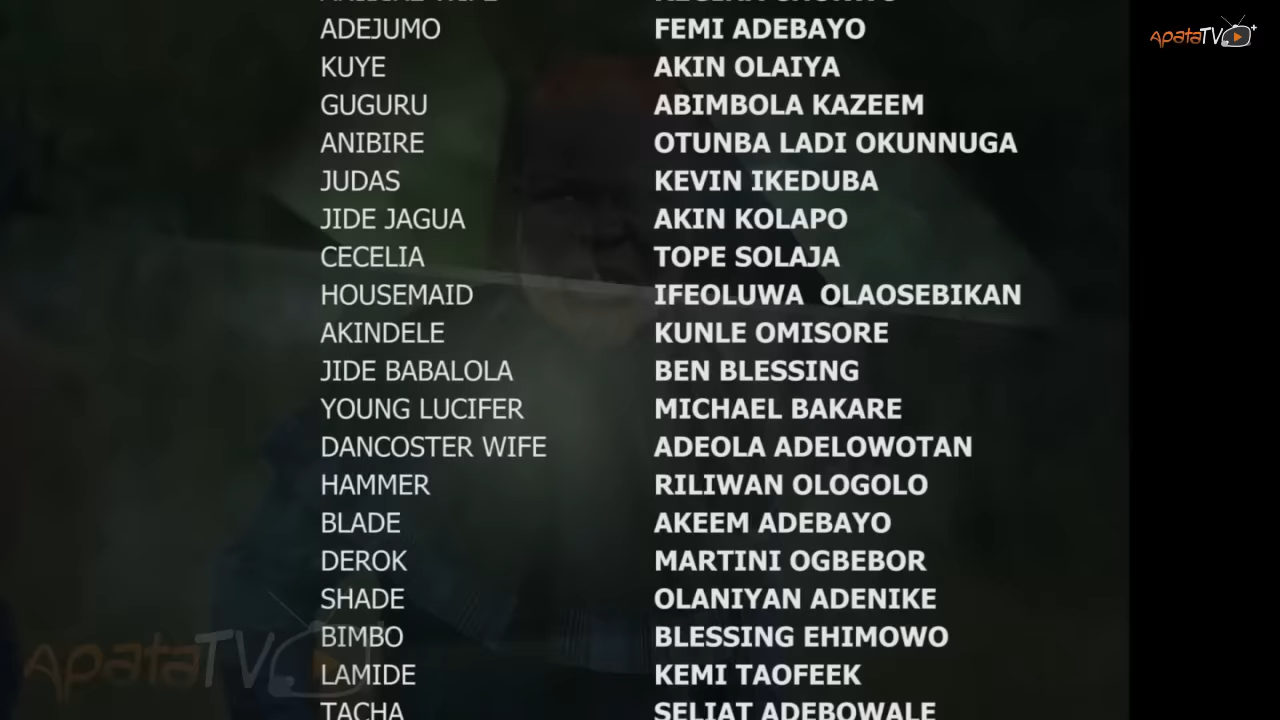 ADEJUMO FEMI ADEBAYO
KUYE AKIN OLAIYA
GUGURU ABIMBOLA KAZEEM
ANIBIRE OTUNBA LADI OKUNNUGA
JUDAS KEVIN IKEDUBA
JIDE JAGUA AKIN KOLAPO
CECELIA TOPE SOLAJA
HOUSEMAID IFEOLUWA OLAOSEBIKAN
AKINDELE KUNLE OMISORE
JIDE BABALOLA BEN BLESSING
YOUNG LUCIFER MICHAEL BAKARE
DANCOSTER WIFE ADEOLA ADELOWOTAN
HAMMER RILIWAN OLOGOLO
BLADE AKEEM ADEBAYO
DEROK MARTINI OGBEBOR
SHADE OLANIYAN ADENIKE
BIMBO BLESSING EHIMOWO
LAMIDE KEMI TAOFEEK
TACHA SELIAT ADEBOWALE
ApataTV+
ApataTV